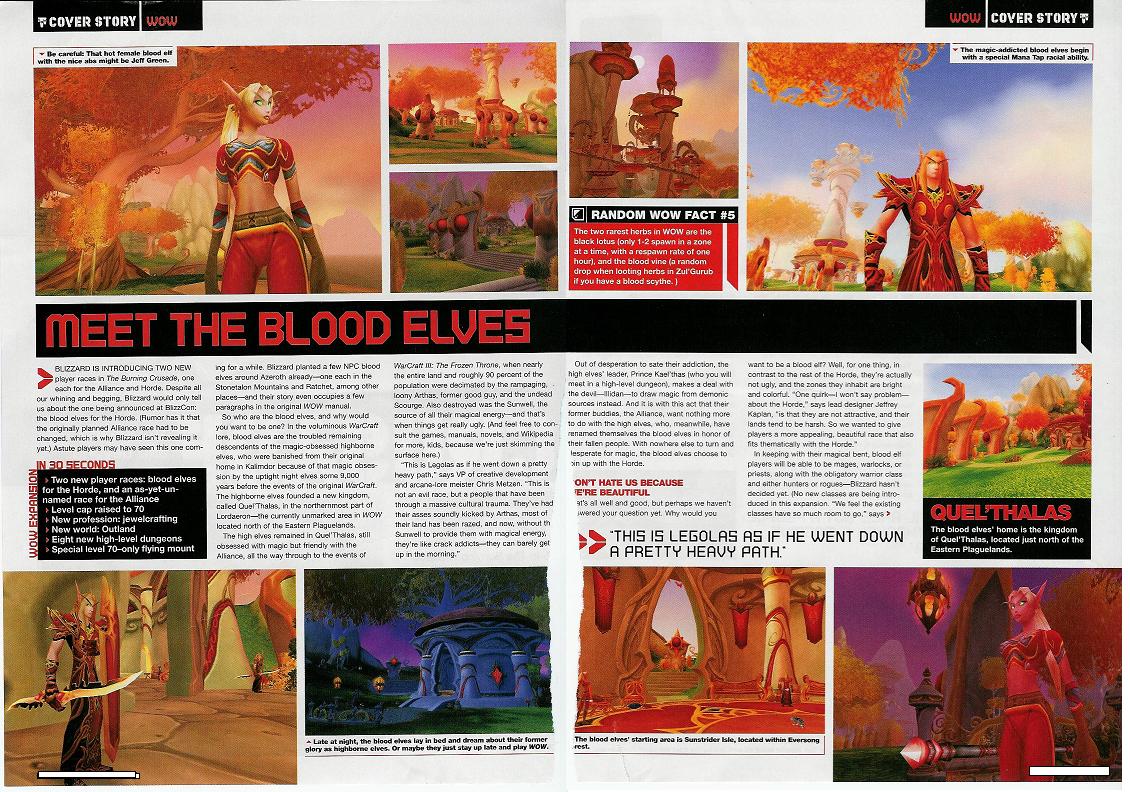 COVER STORY WOW
WOW COVER STORY
Be careful: That hot female blood elf
with the nice abs might be Jeff Green.
The magic-addicted blood elves begin
with a special Mana Tap racial ability.
RANDOM WOW FACT #5
The two rarest herbs in WOW are the
black lotus (only 1-2 spawn in a zone
at a time, with a respawn rate of one
hour), and the blood vine (a random
drop when looting herbs in Zul'Gurub
if you have a blood scythe. )
MEET THE BLOOD ELVES
BLIZZARD IS INTRODUCING TWO NEW
player races in The Burning Crusade, one
each for the Alliance and Horde. Despite all
our whining and begging, Blizzard would only tell
us about the one being announced at BlizzCon:
the blood elves for the Horde. (Rumor has it that
the originally planned Alliance race had to be
changed, which is why Blizzard isn't revealing it
yet.) Astute players may have seen this one com-
IN 30 SECONDS
WOW EXPANSION
Two new player races: blood elves
for the Horde, and an as-yet-un-
named race for the Alliance
Level cap raised to 70
New profession: jewelcrafting
New world: Outland
Eight new high-level dungeons
Special level 70–only flying mount
ing for a while. Blizzard planted a few NPC blood
elves around Azeroth already—one each in the
Stonetalon Mountains and Ratchet, among other
places—and their story even occupies a few
paragraphs in the original WOW manual.
So who are the blood elves, and why would
you want to be one? In the voluminous WarCraft
lore, blood elves are the troubled remaining
descendants of the magic-obsessed highborne
elves, who were banished from their original
home in Kalimdor because of that magic obses-
sion by the uptight night elves some 9,000
years before the events of the original WarCraft.
The highborne elves founded a new kingdom,
called Quel'Thalas, in the northernmost part of
Lordaeron—the currently unmarked area in WOW
located north of the Eastern Plaguelands.
The high elves remained in Quel'Thalas, still
obsessed with magic but friendly with the
Alliance, all the way through to the events of
WarCraft III: The Frozen Throne, when nearly
the entire land and roughly 90 percent of the
population were decimated by the rampaging,
loony Arthas, former good guy, and the undead
Scourge. Also destroyed was the Sunwell, the
source of all their magical energy—and that's
when things get really ugly. (And feel free to con-
sult the games, manuals, novels, and Wikipedia
for more, kids, because we're just skimming the
surface here.)
"This is Legolas as if he went down a pretty
heavy path," says VP of creative development
and arcane-lore meister Chris Metzen. "This is
not an evil race, but a people that have been
through a massive cultural trauma. They've had
their asses soundly kicked by Arthas, most of
their land has been razed, and now, without the
Sunwell to provide them with magical energy,
they're like crack addicts—they can barely get
up in the morning."
Out of desperation to sate their addiction, the
high elves' leader, Prince Kael'thas (who you will
meet in a high-level dungeon), makes a deal with
the devil—Illidan—to draw magic from demonic
sources instead. And it is with this act that their
former buddies, the Alliance, want nothing more
to do with the high elves, who, meanwhile, have
renamed themselves the blood elves in honor of
their fallen people. With nowhere else to turn and
desperate for magic, the blood elves choose to
oin up with the Horde.
ON'T HATE US BECAUSE
E'RE BEAUTIFUL
at's all well and good, but perhaps we haven't
wered your question yet. Why would you
want to be a blood elf? Well, for one thing, in
contrast to the rest of the Horde, they're actually
not ugly, and the zones they inhabit are bright
and colorful. "One quirk—I won't say problem—
about the Horde," says lead designer Jeffrey
Kaplan, "is that they are not attractive, and their
lands tend to be harsh. So we wanted to give
players a more appealing, beautiful race that also
fits thematically with the Horde."
In keeping with their magical bent, blood elf
players will be able to be mages, warlocks, or
priests, along with the obligatory warrior class
and either hunters or rogues—Blizzard hasn't
decided yet. (No new classes are being intro-
duced in this expansion. "We feel the existing
classes have so much room to go," says
"THIS IS LEGOLAS AS IF HE WENT DOWN
A PRETTY HEAVY PATH."
QUEL'THALAS
The blood elves' home is the kingdom
of Quel'Thalas, located just north of the
Eastern Plaguelands.
Late at night, the blood elves lay in bed and dream about their former
glory as highborne elves. Or maybe they just stay up late and play WOW.
The blood elves' starting area is Sunstrider Isle, located within Eversong
rest.